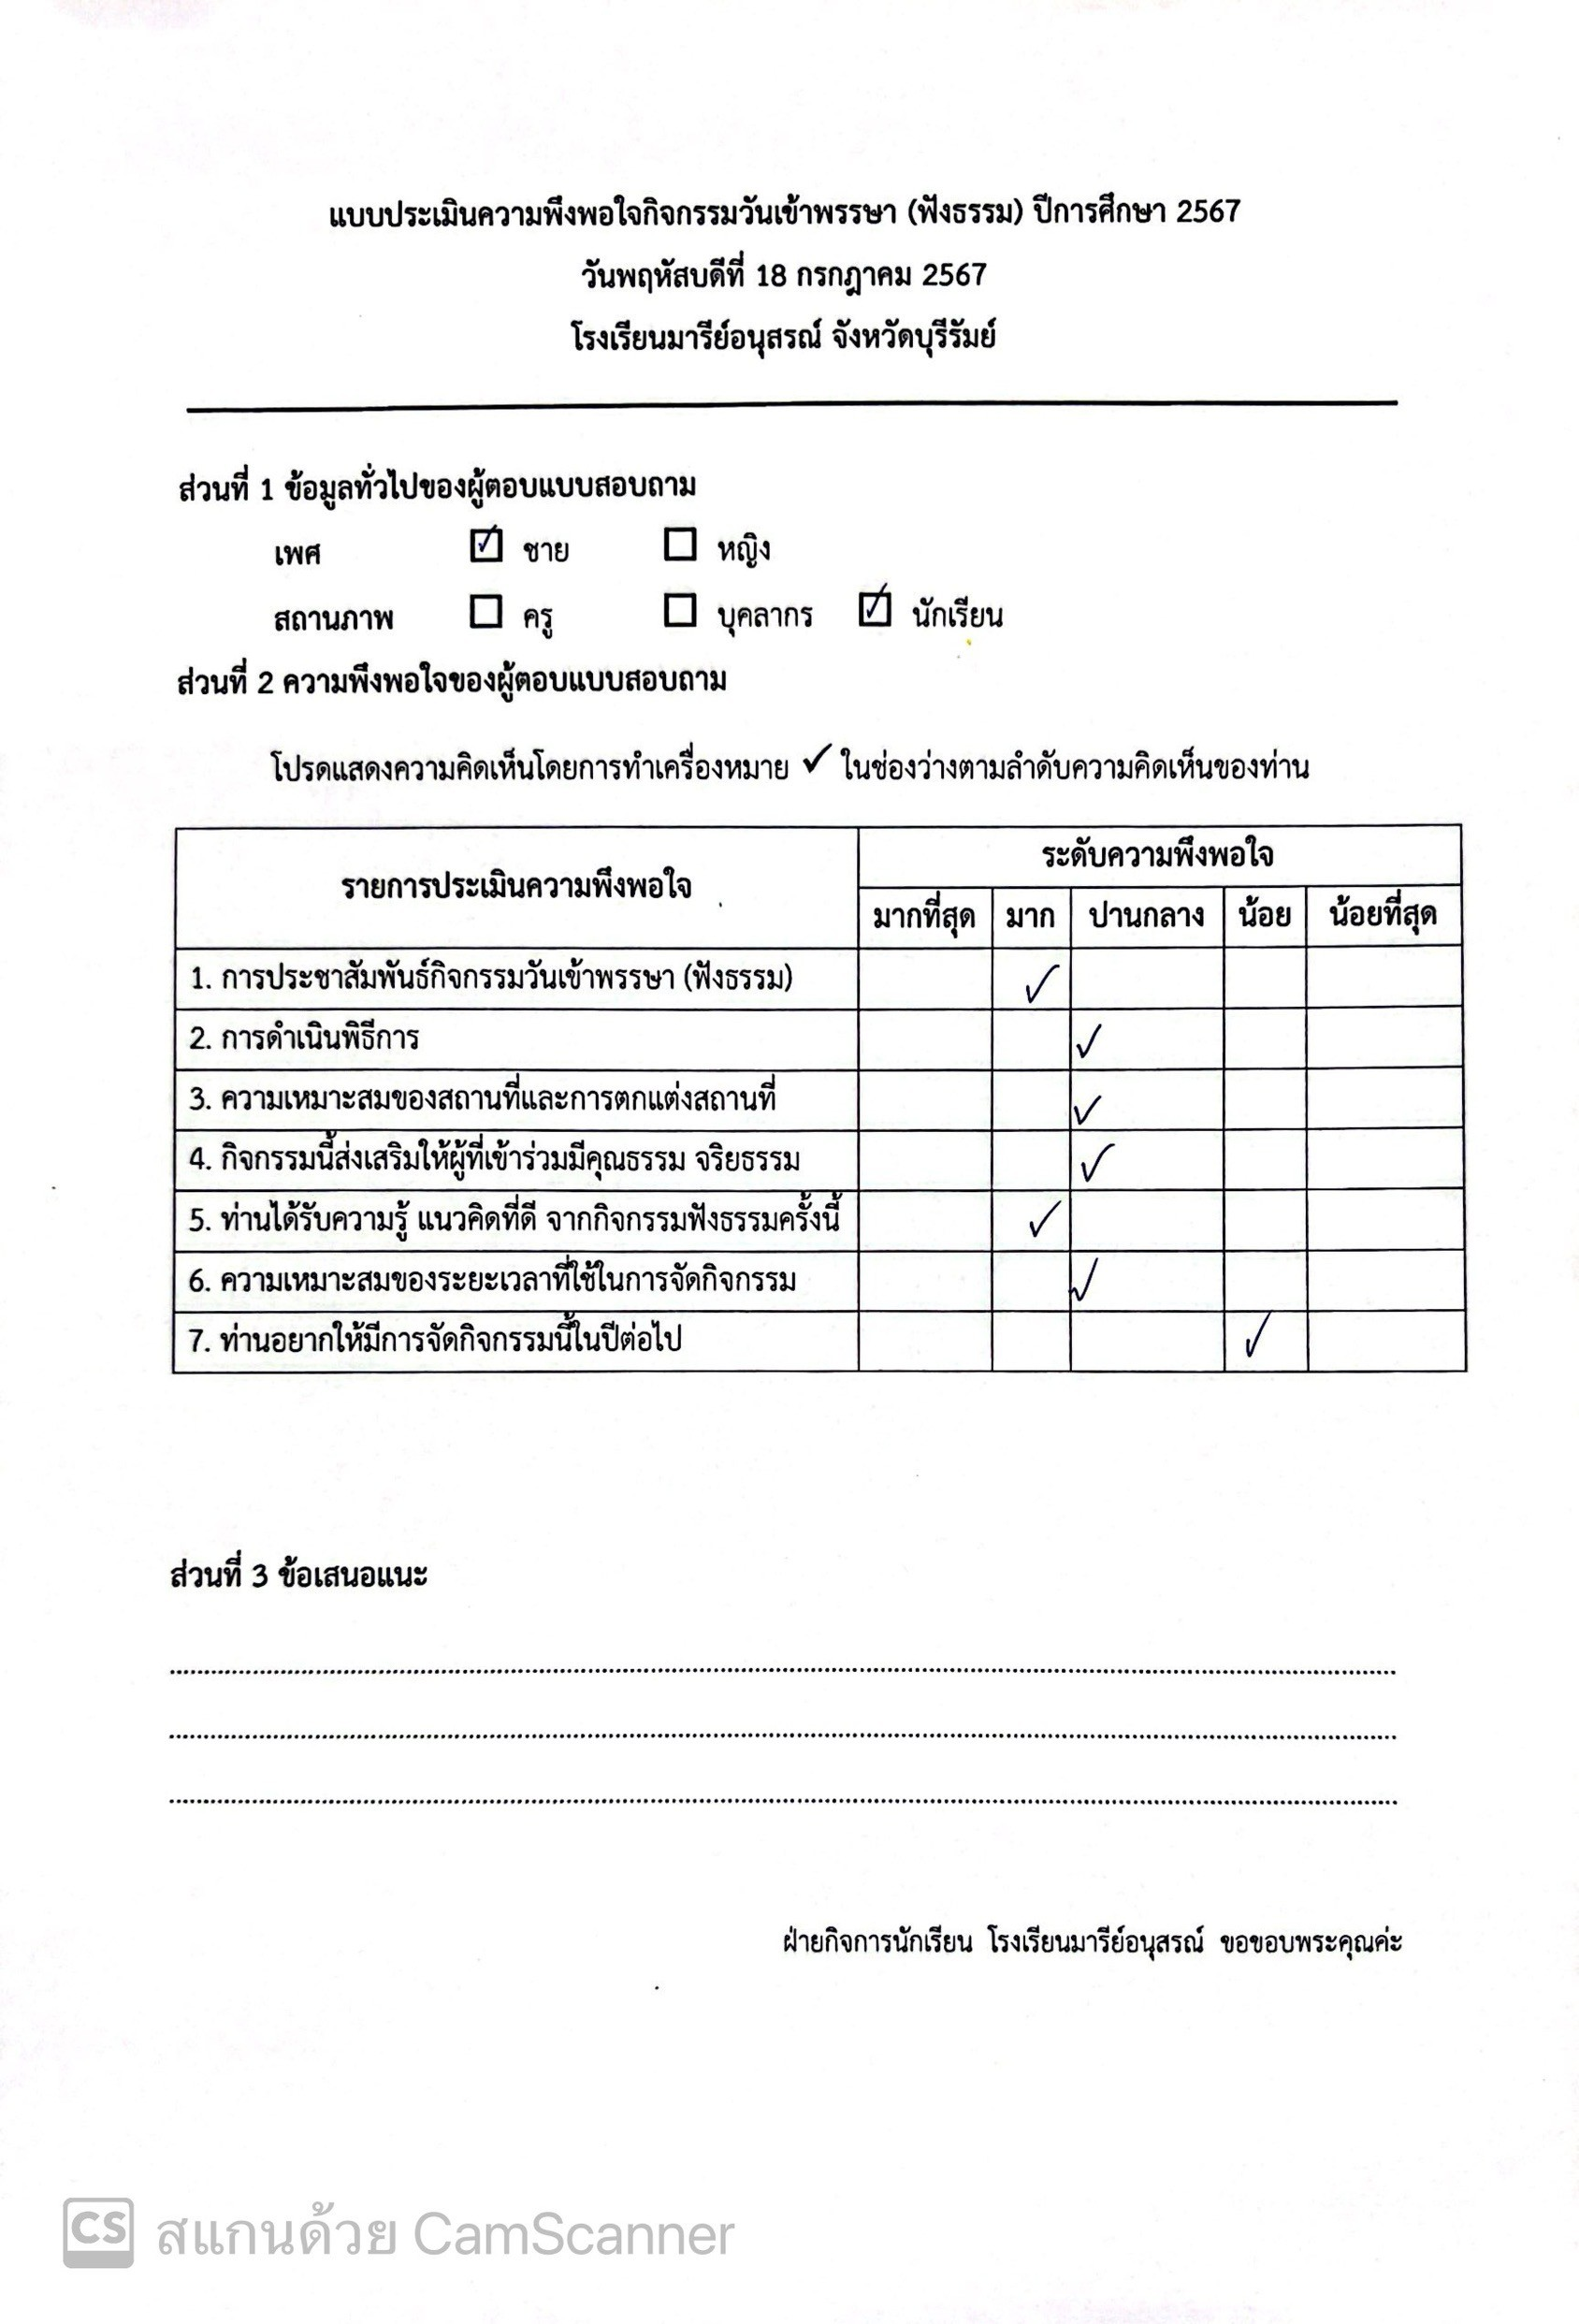 แบบประเมินความพึงพอใจกิจกรรมวันเข้าพรรษา (ฟังธรรม) ปีการศึกษา 2567
วันพฤหัสบดีที่ 18 กรกฎาคม 2567
โรงเรียนมารีย์อนุสรณ์ จังหวัดบุรีรัมย์
ส่วนที่ 1 ข้อมูลทั่วไปของผู้ตอบแบบสอบถาม
เพศ ☑ ชาย ☐ หญิง
สถานภาพ ☐ ครู ☐ บุคลากร ☑ นักเรียน
ส่วนที่ 2 ความพึงพอใจของผู้ตอบแบบสอบถาม
โปรดแสดงความคิดเห็นโดยการทำเครื่องหมาย ✓ ในช่องว่างตามลำดับความคิดเห็นของท่าน
รายการประเมินความพึงพอใจ ระดับความพึงพอใจ
มากที่สุด มาก ปานกลาง น้อย น้อยที่สุด
1. การประชาสัมพันธ์กิจกรรมวันเข้าพรรษา (ฟังธรรม) ✓
2. การดำเนินพิธีการ ✓
3. ความเหมาะสมของสถานที่และการตกแต่งสถานที่ ✓
4. กิจกรรมนี้ส่งเสริมให้ผู้ที่เข้าร่วมมีคุณธรรม จริยธรรม ✓
5. ท่านได้รับความรู้ แนวคิดที่ดี จากกิจกรรมฟังธรรมครั้งนี้ ✓
6. ความเหมาะสมของระยะเวลาที่ใช้ในการจัดกิจกรรม ✓
7. ท่านอยากให้มีการจัดกิจกรรมนี้ในปีต่อไป ✓
ส่วนที่ 3 ข้อเสนอแนะ
ฝ่ายกิจการนักเรียน โรงเรียนมารีย์อนุสรณ์ ขอขอบพระคุณค่ะ
CS สแกนด้วย CamScanner